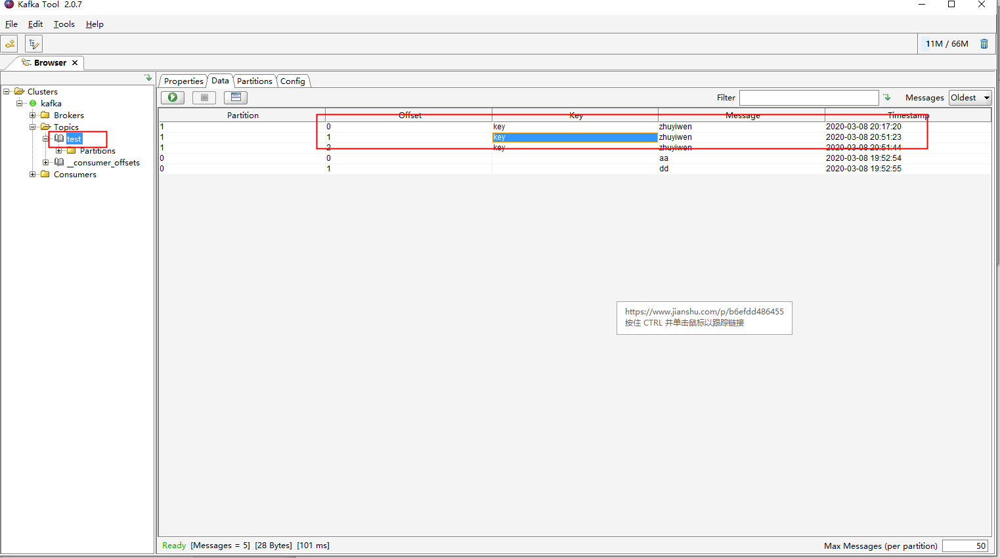 Kafka Tool 2.0.7
File Edit Tools Help
11M / 66M
Browser
Clusters
kafka
Brokers
Topics
test
Partitions
__consumer_offsets
Consumers
Properties Data Partitions Config
Filter Messages Oldest
Partition Offset Key Message Timestamp
1 0 key zhuyiwen 2020-03-08 20:17:20
1 1 key zhuyiwen 2020-03-08 20:51:23
1 2 key zhuyiwen 2020-03-08 20:51:44
0 0 aa 2020-03-08 19:52:54
0 1 dd 2020-03-08 19:52:55
https://www.jianshu.com/p/b6efdd486455
按住 CTRL 并单击鼠标以跟踪链接
Ready [Messages = 5] [28 Bytes] [101 ms]
Max Messages (per partition) 50